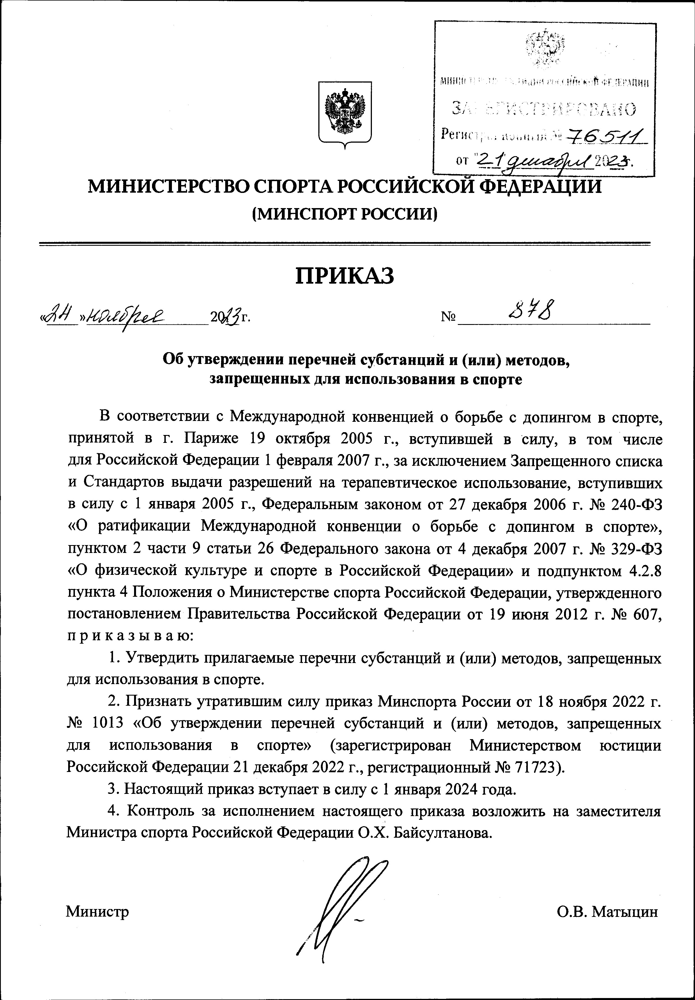 МИНИСТЕРСТВО ЮСТИЦИИ РОССИЙСКОЙ ФЕДЕРАЦИИ
ЗАРЕГИСТРИРОВАНО
Регистрационный № 76511
от "21" декабря 2023г.
МИНИСТЕРСТВО СПОРТА РОССИЙСКОЙ ФЕДЕРАЦИИ
(МИНСПОРТ РОССИИ)
ПРИКАЗ
«24» ноября 2023г. № 878
Об утверждении перечней субстанций и (или) методов,
запрещенных для использования в спорте
В соответствии с Международной конвенцией о борьбе с допингом в спорте,
принятой в г. Париже 19 октября 2005 г., вступившей в силу, в том числе
для Российской Федерации 1 февраля 2007 г., за исключением Запрещенного списка
и Стандартов выдачи разрешений на терапевтическое использование, вступивших
в силу с 1 января 2005 г., Федеральным законом от 27 декабря 2006 г. № 240-ФЗ
«О ратификации Международной конвенции о борьбе с допингом в спорте»,
пунктом 2 части 9 статьи 26 Федерального закона от 4 декабря 2007 г. № 329-ФЗ
«О физической культуре и спорте в Российской Федерации» и подпунктом 4.2.8
пункта 4 Положения о Министерстве спорта Российской Федерации, утвержденного
постановлением Правительства Российской Федерации от 19 июня 2012 г. № 607,
п р и к а з ы в а ю:
1. Утвердить прилагаемые перечни субстанций и (или) методов, запрещенных
для использования в спорте.
2. Признать утратившим силу приказ Минспорта России от 18 ноября 2022 г.
№ 1013 «Об утверждении перечней субстанций и (или) методов, запрещенных
для использования в спорте» (зарегистрирован Министерством юстиции
Российской Федерации 21 декабря 2022 г., регистрационный № 71723).
3. Настоящий приказ вступает в силу с 1 января 2024 года.
4. Контроль за исполнением настоящего приказа возложить на заместителя
Министра спорта Российской Федерации О.Х. Байсултанова.
Министр О.В. Матыцин